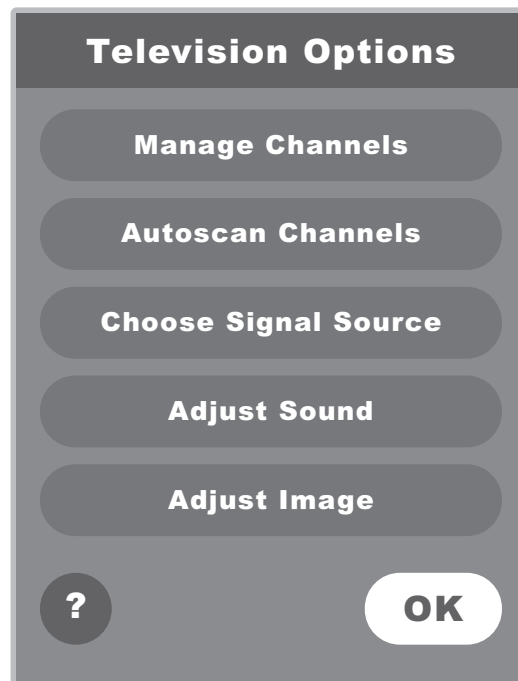 Television Options
Manage Channels
Autoscan Channels
Choose Signal Source
Adjust Sound
Adjust Image
? OK